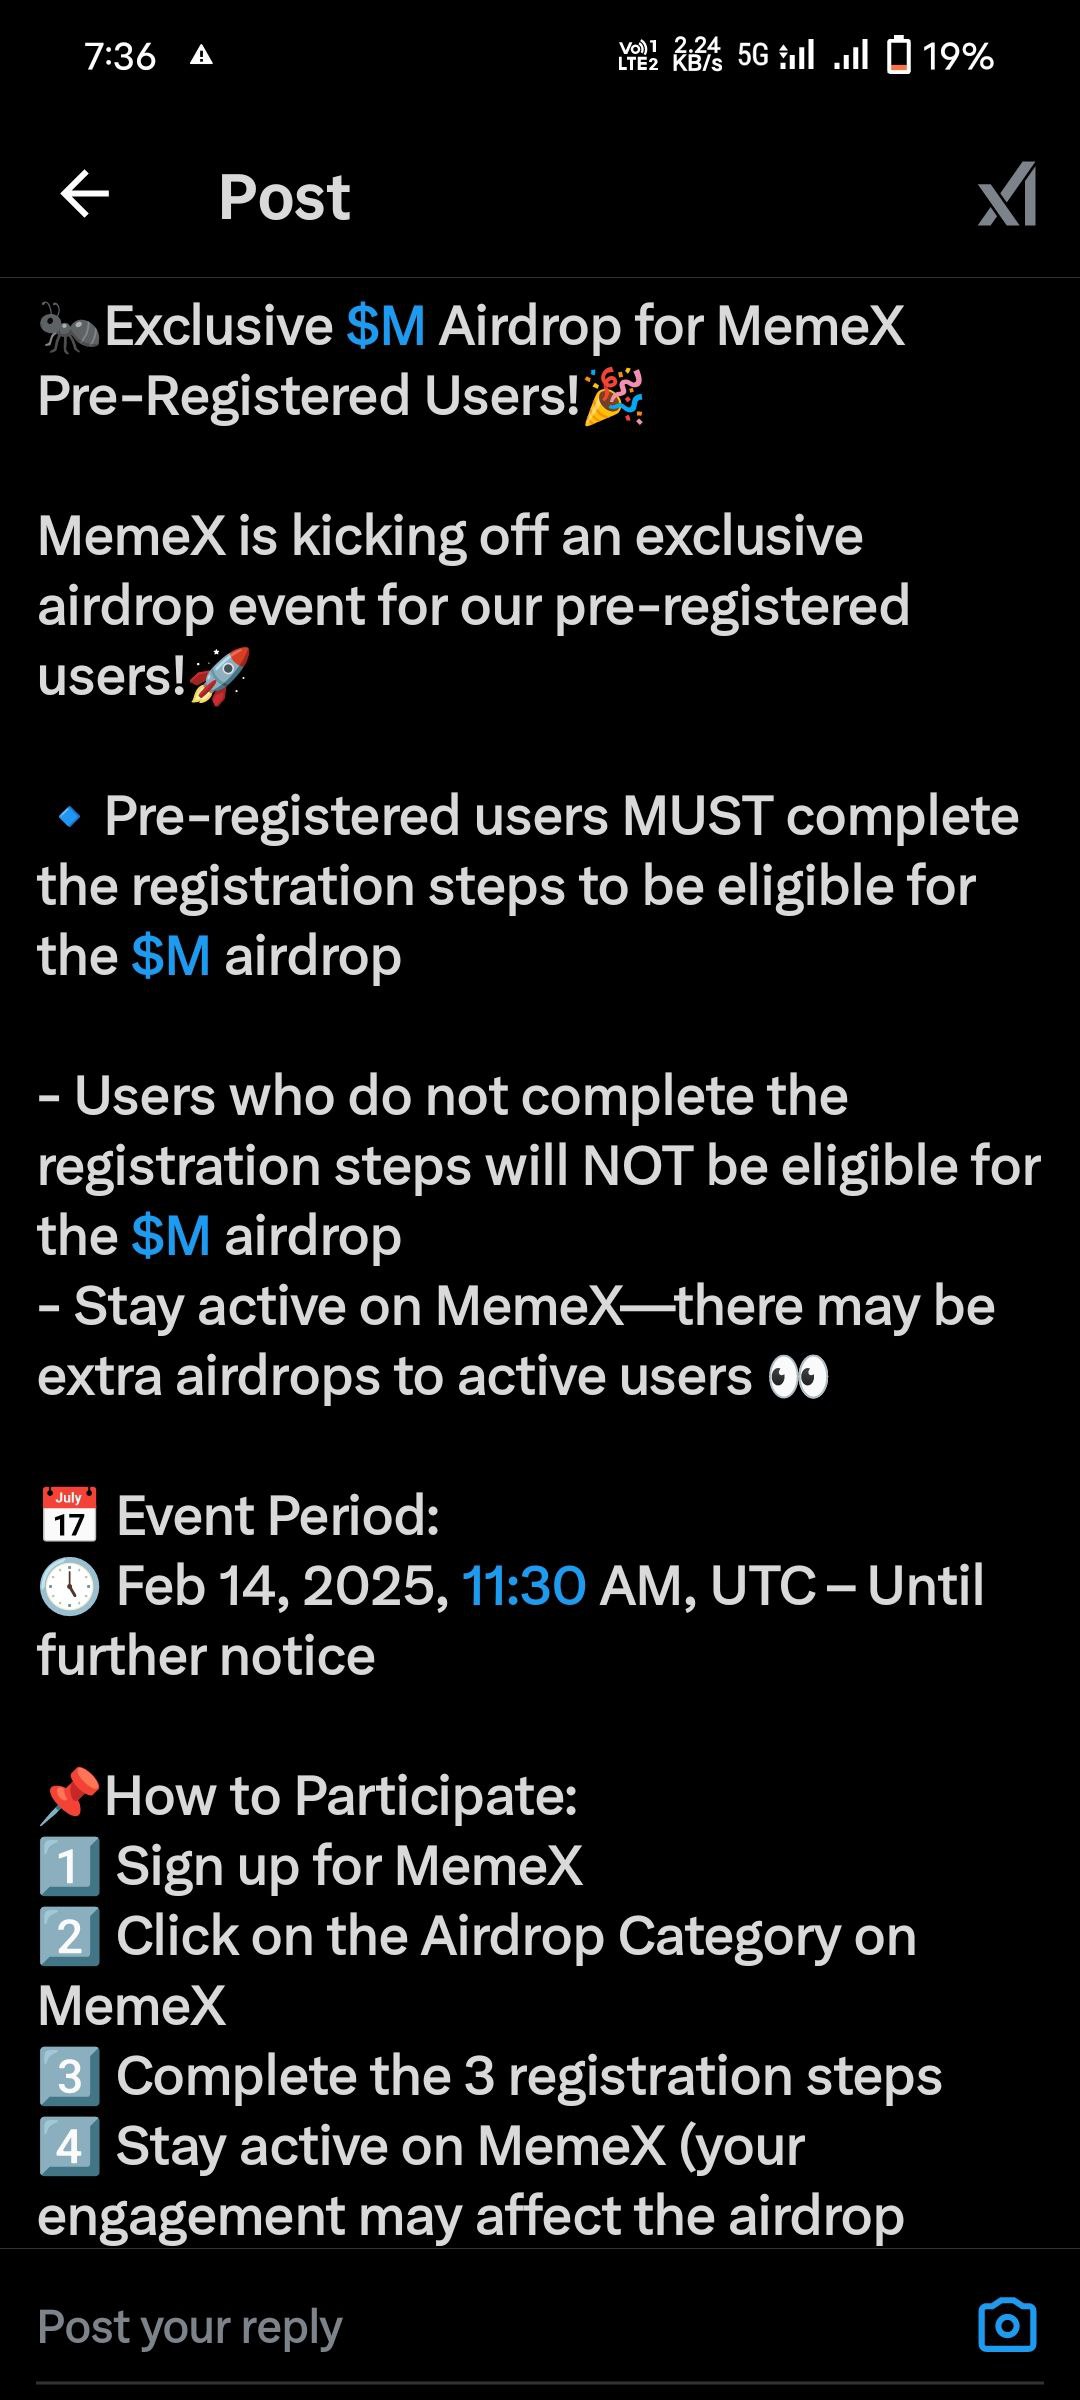 7:36
Vo)) 1
LTE2
2.24
KB/s
5G
19%
Post
🐜Exclusive $M Airdrop for MemeX
Pre-Registered Users!🎉
MemeX is kicking off an exclusive
airdrop event for our pre-registered
users!🚀
🔹 Pre-registered users MUST complete
the registration steps to be eligible for
the $M airdrop
- Users who do not complete the
registration steps will NOT be eligible for
the $M airdrop
- Stay active on MemeX—there may be
extra airdrops to active users 👀
📅 Event Period:
🕔 Feb 14, 2025, 11:30 AM, UTC – Until
further notice
📌How to Participate:
1️⃣ Sign up for MemeX
2️⃣ Click on the Airdrop Category on
MemeX
3️⃣ Complete the 3 registration steps
4️⃣ Stay active on MemeX (your
engagement may affect the airdrop
Post your reply